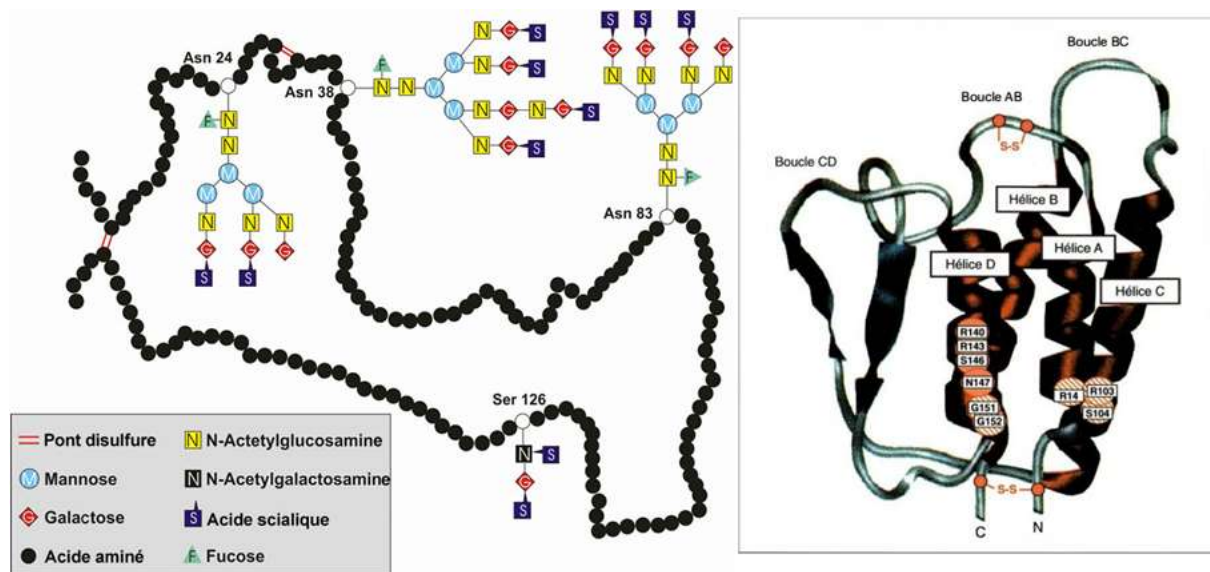 S S S
G G G G
N N N N
M M
M
N
N F
Asn 83
N G S
M N G S
F
Asn 38 N N M
M N G N G S
N G S
Asn 24
F N
N
M
M M
N N N
G G G
S S
Ser 126
N S
G
S
Pont disulfure
M Mannose
G Galactose
Acide aminé
N N-Actetylglucosamine
N N-Acetylgalactosamine
S Acide scialique
F Fucose
Boucle BC
Boucle AB
S-S
Boucle CD
Hélice B
Hélice A
Hélice D
Hélice C
R140
R143
S146
N147
G151
G152
R14
R103
S104
S-S
C N